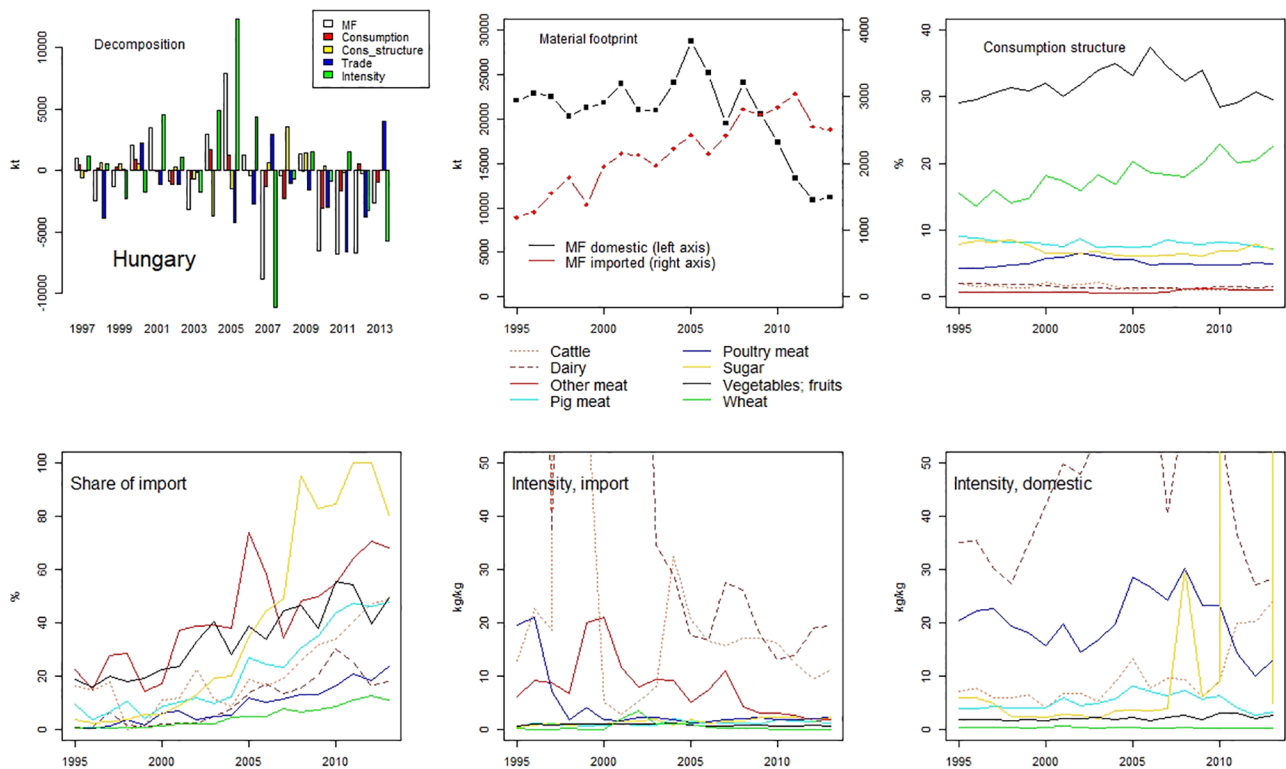 Decomposition
MF
Consumption
Cons_structure
Trade
Intensity
kt
10000
5000
0
-5000
-10000
Hungary
1997 1999 2001 2003 2005 2007 2009 2011 2013
Material footprint
kt
30000
25000
20000
15000
10000
5000
0
4000
3000
2000
1000
0
MF domestic (left axis)
MF imported (right axis)
1995 2000 2005 2010
Consumption structure
%
40
30
20
10
0
1995 2000 2005 2010
Cattle
Dairy
Other meat
Pig meat
Poultry meat
Sugar
Vegetables; fruits
Wheat
Share of import
%
100
80
60
40
20
0
1995 2000 2005 2010
Intensity, import
kg/kg
50
40
30
20
10
0
1995 2000 2005 2010
Intensity, domestic
kg/kg
50
40
30
20
10
0
1995 2000 2005 2010